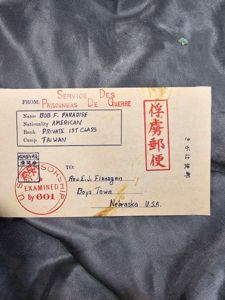 SERVICE DES
PRISONNIERS DE GUERRE
FROM:
Name BOB F. PARADISE
Nationality AMERICAN
Rank PRIVATE 1ST CLASS
Camp TAIWAN
俘虜郵便
U.S. CENSORSHIP
EXAMINED
By 601
TO:
Rev. E. J. Flanagan
Boys Town
Nebraska U.S.A.